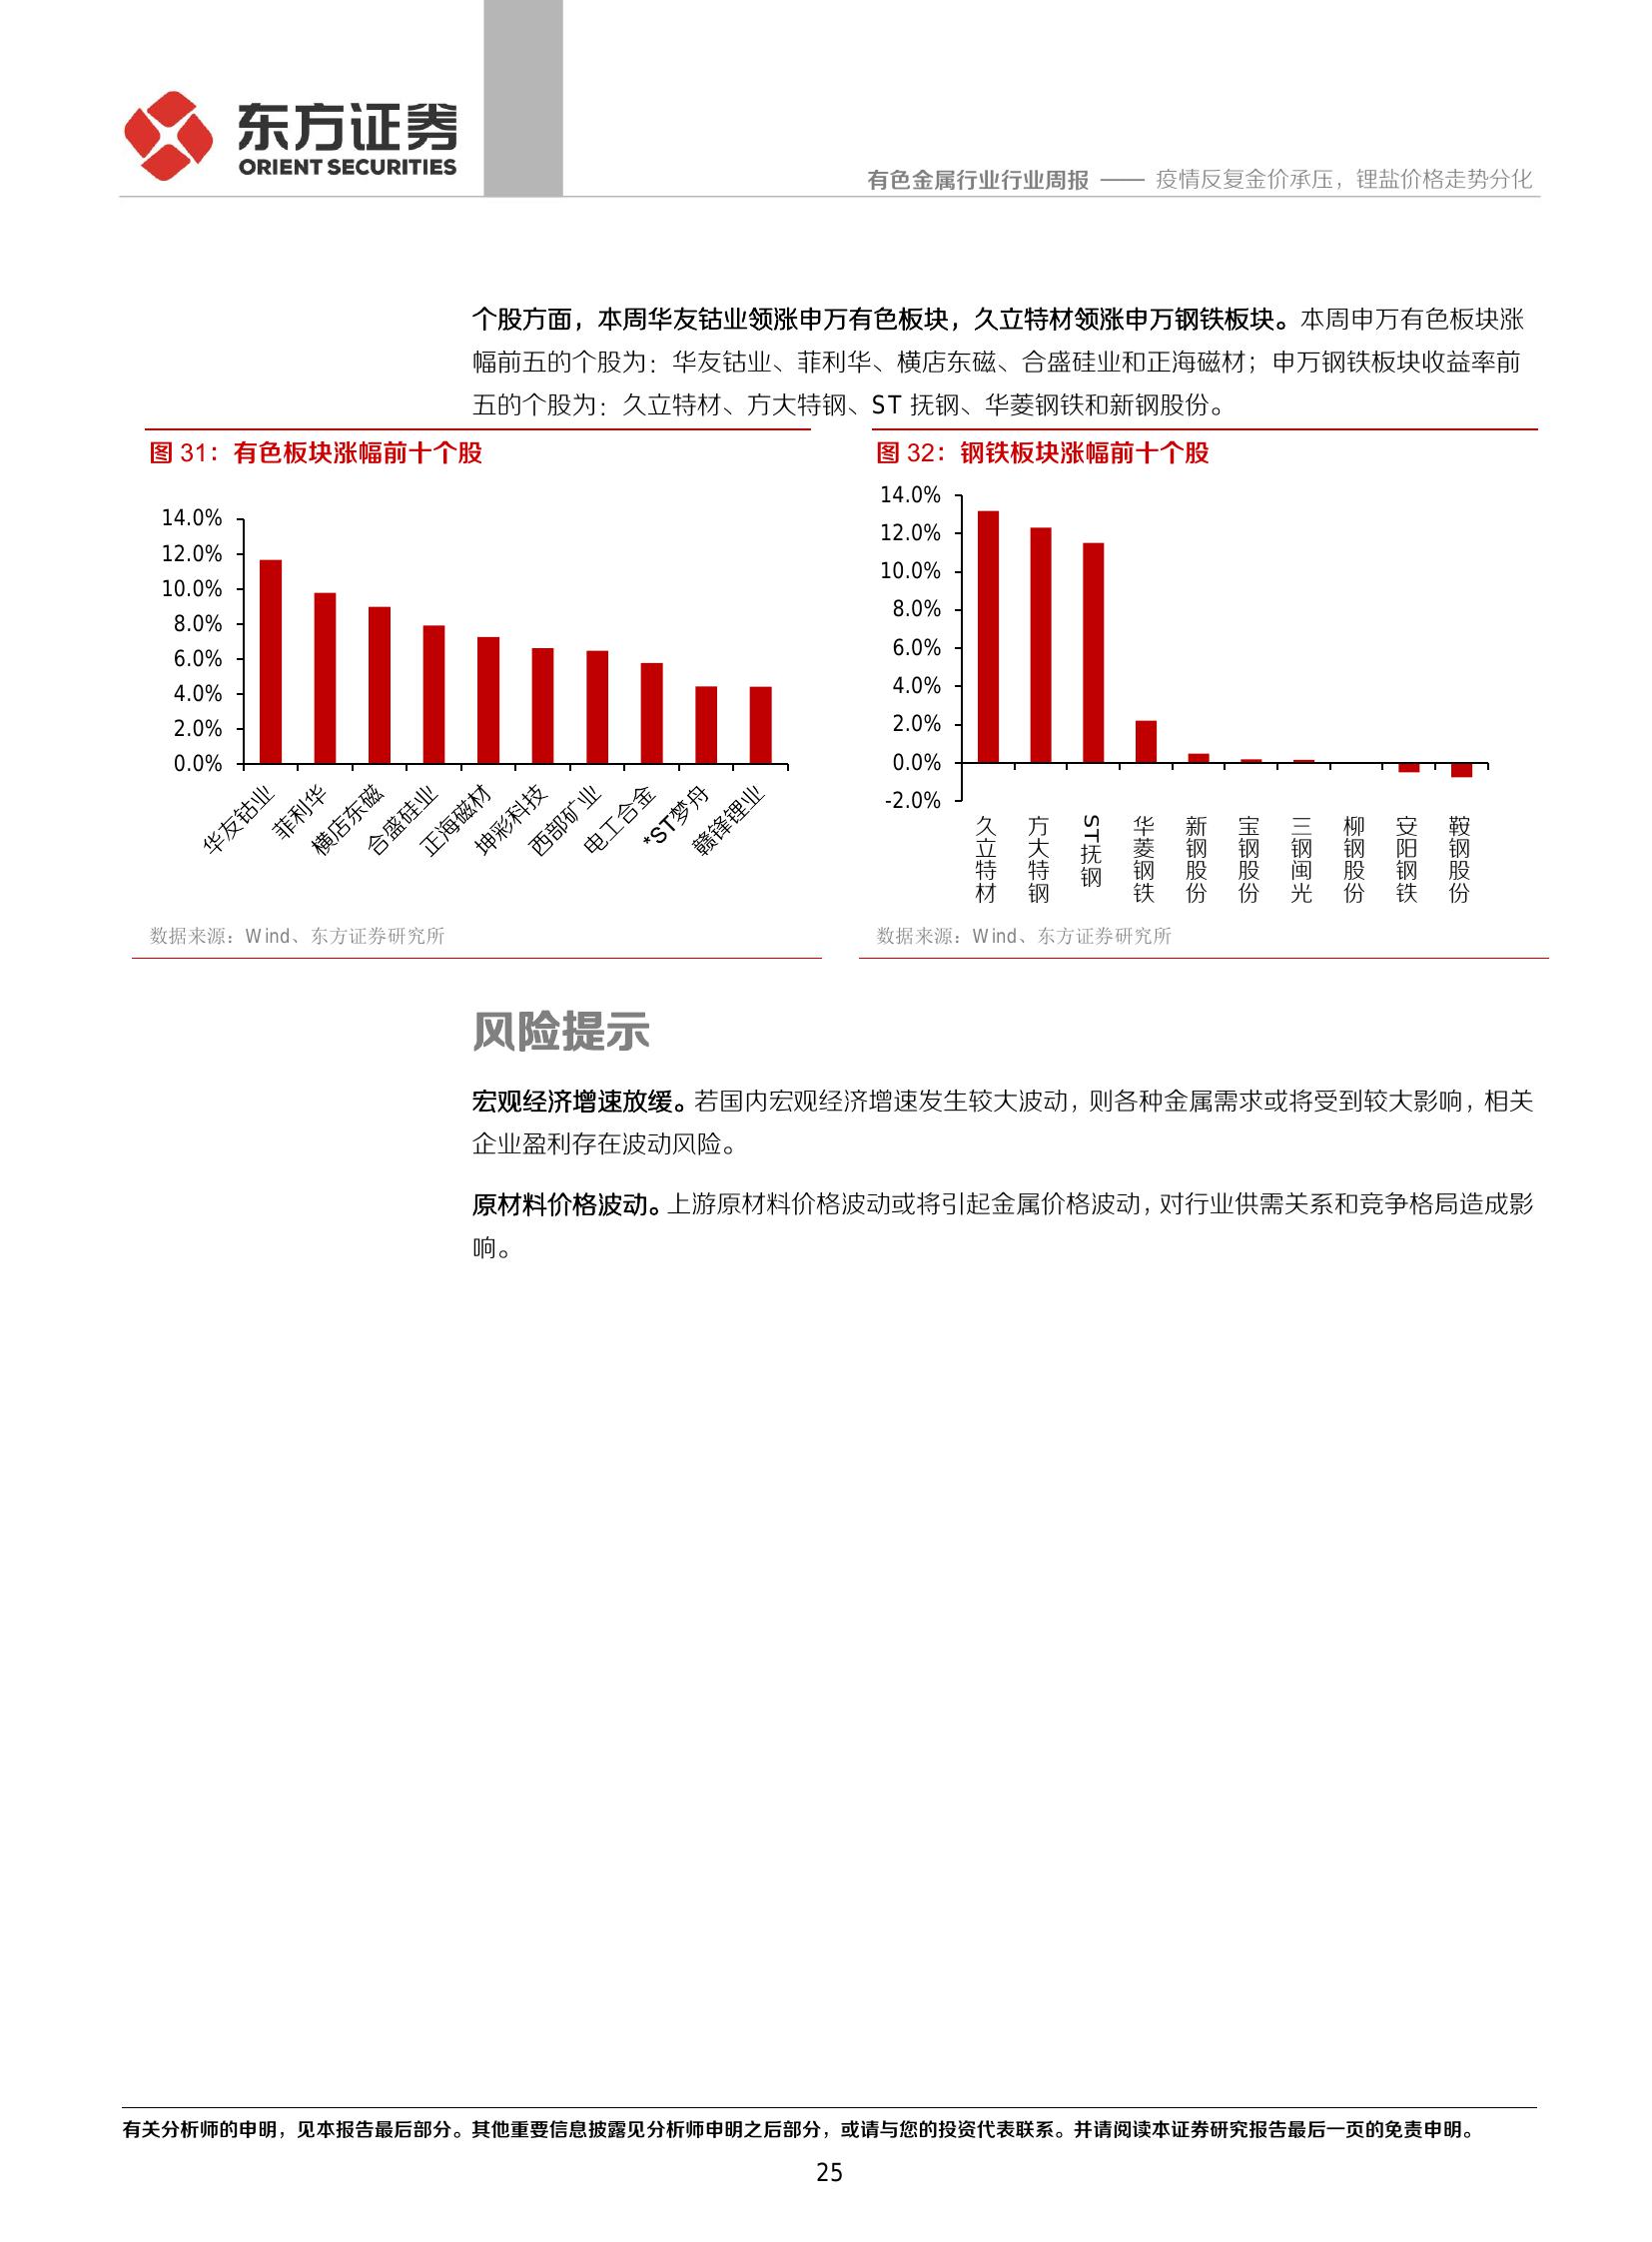 东方证券
ORIENT SECURITIES
有色金属行业行业周报 —— 疫情反复金价承压，锂盐价格走势分化
个股方面，本周华友钴业领涨申万有色板块，久立特材领涨申万钢铁板块。本周申万有色板块涨
幅前五的个股为：华友钴业、菲利华、横店东磁、合盛硅业和正海磁材；申万钢铁板块收益率前
五的个股为：久立特材、方大特钢、ST 抚钢、华菱钢铁和新钢股份。
图 31：有色板块涨幅前十个股
14.0%
12.0%
10.0%
8.0%
6.0%
4.0%
2.0%
0.0%
华友钴业
菲利华
横店东磁
合盛硅业
正海磁材
坤彩科技
西部矿业
电工合金
*ST梦舟
赣锋锂业
数据来源：Wind、东方证券研究所
图 32：钢铁板块涨幅前十个股
14.0%
12.0%
10.0%
8.0%
6.0%
4.0%
2.0%
0.0%
-2.0%
久立特材
方大特钢
ST抚钢
华菱钢铁
新钢股份
宝钢股份
三钢闽光
柳钢股份
安阳钢铁
鞍钢股份
数据来源：Wind、东方证券研究所
风险提示
宏观经济增速放缓。若国内宏观经济增速发生较大波动，则各种金属需求或将受到较大影响，相关
企业盈利存在波动风险。
原材料价格波动。上游原材料价格波动或将引起金属价格波动，对行业供需关系和竞争格局造成影
响。
有关分析师的申明，见本报告最后部分。其他重要信息披露见分析师申明之后部分，或请与您的投资代表联系。并请阅读本证券研究报告最后一页的免责申明。
25